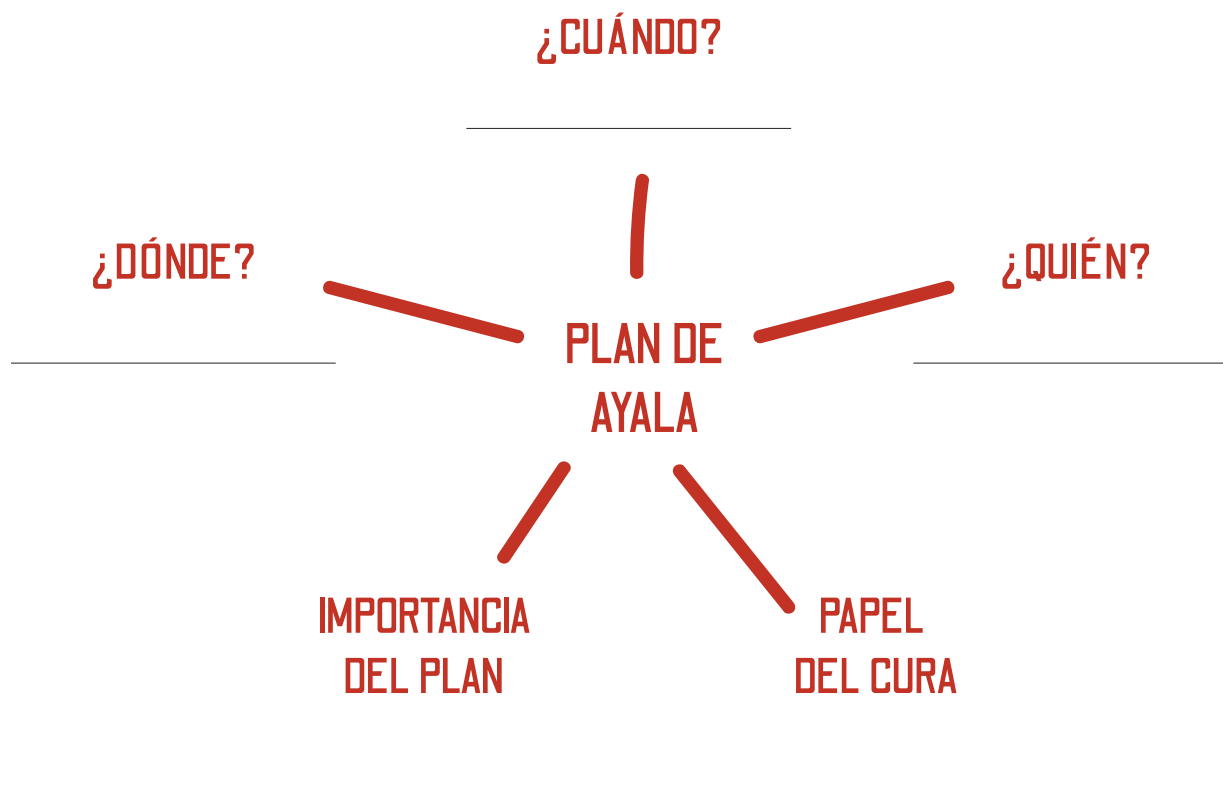 ¿CUÁNDO?
¿DÓNDE?
¿QUIÉN?
PLAN DE
AYALA
IMPORTANCIA
DEL PLAN
PAPEL
DEL CURA